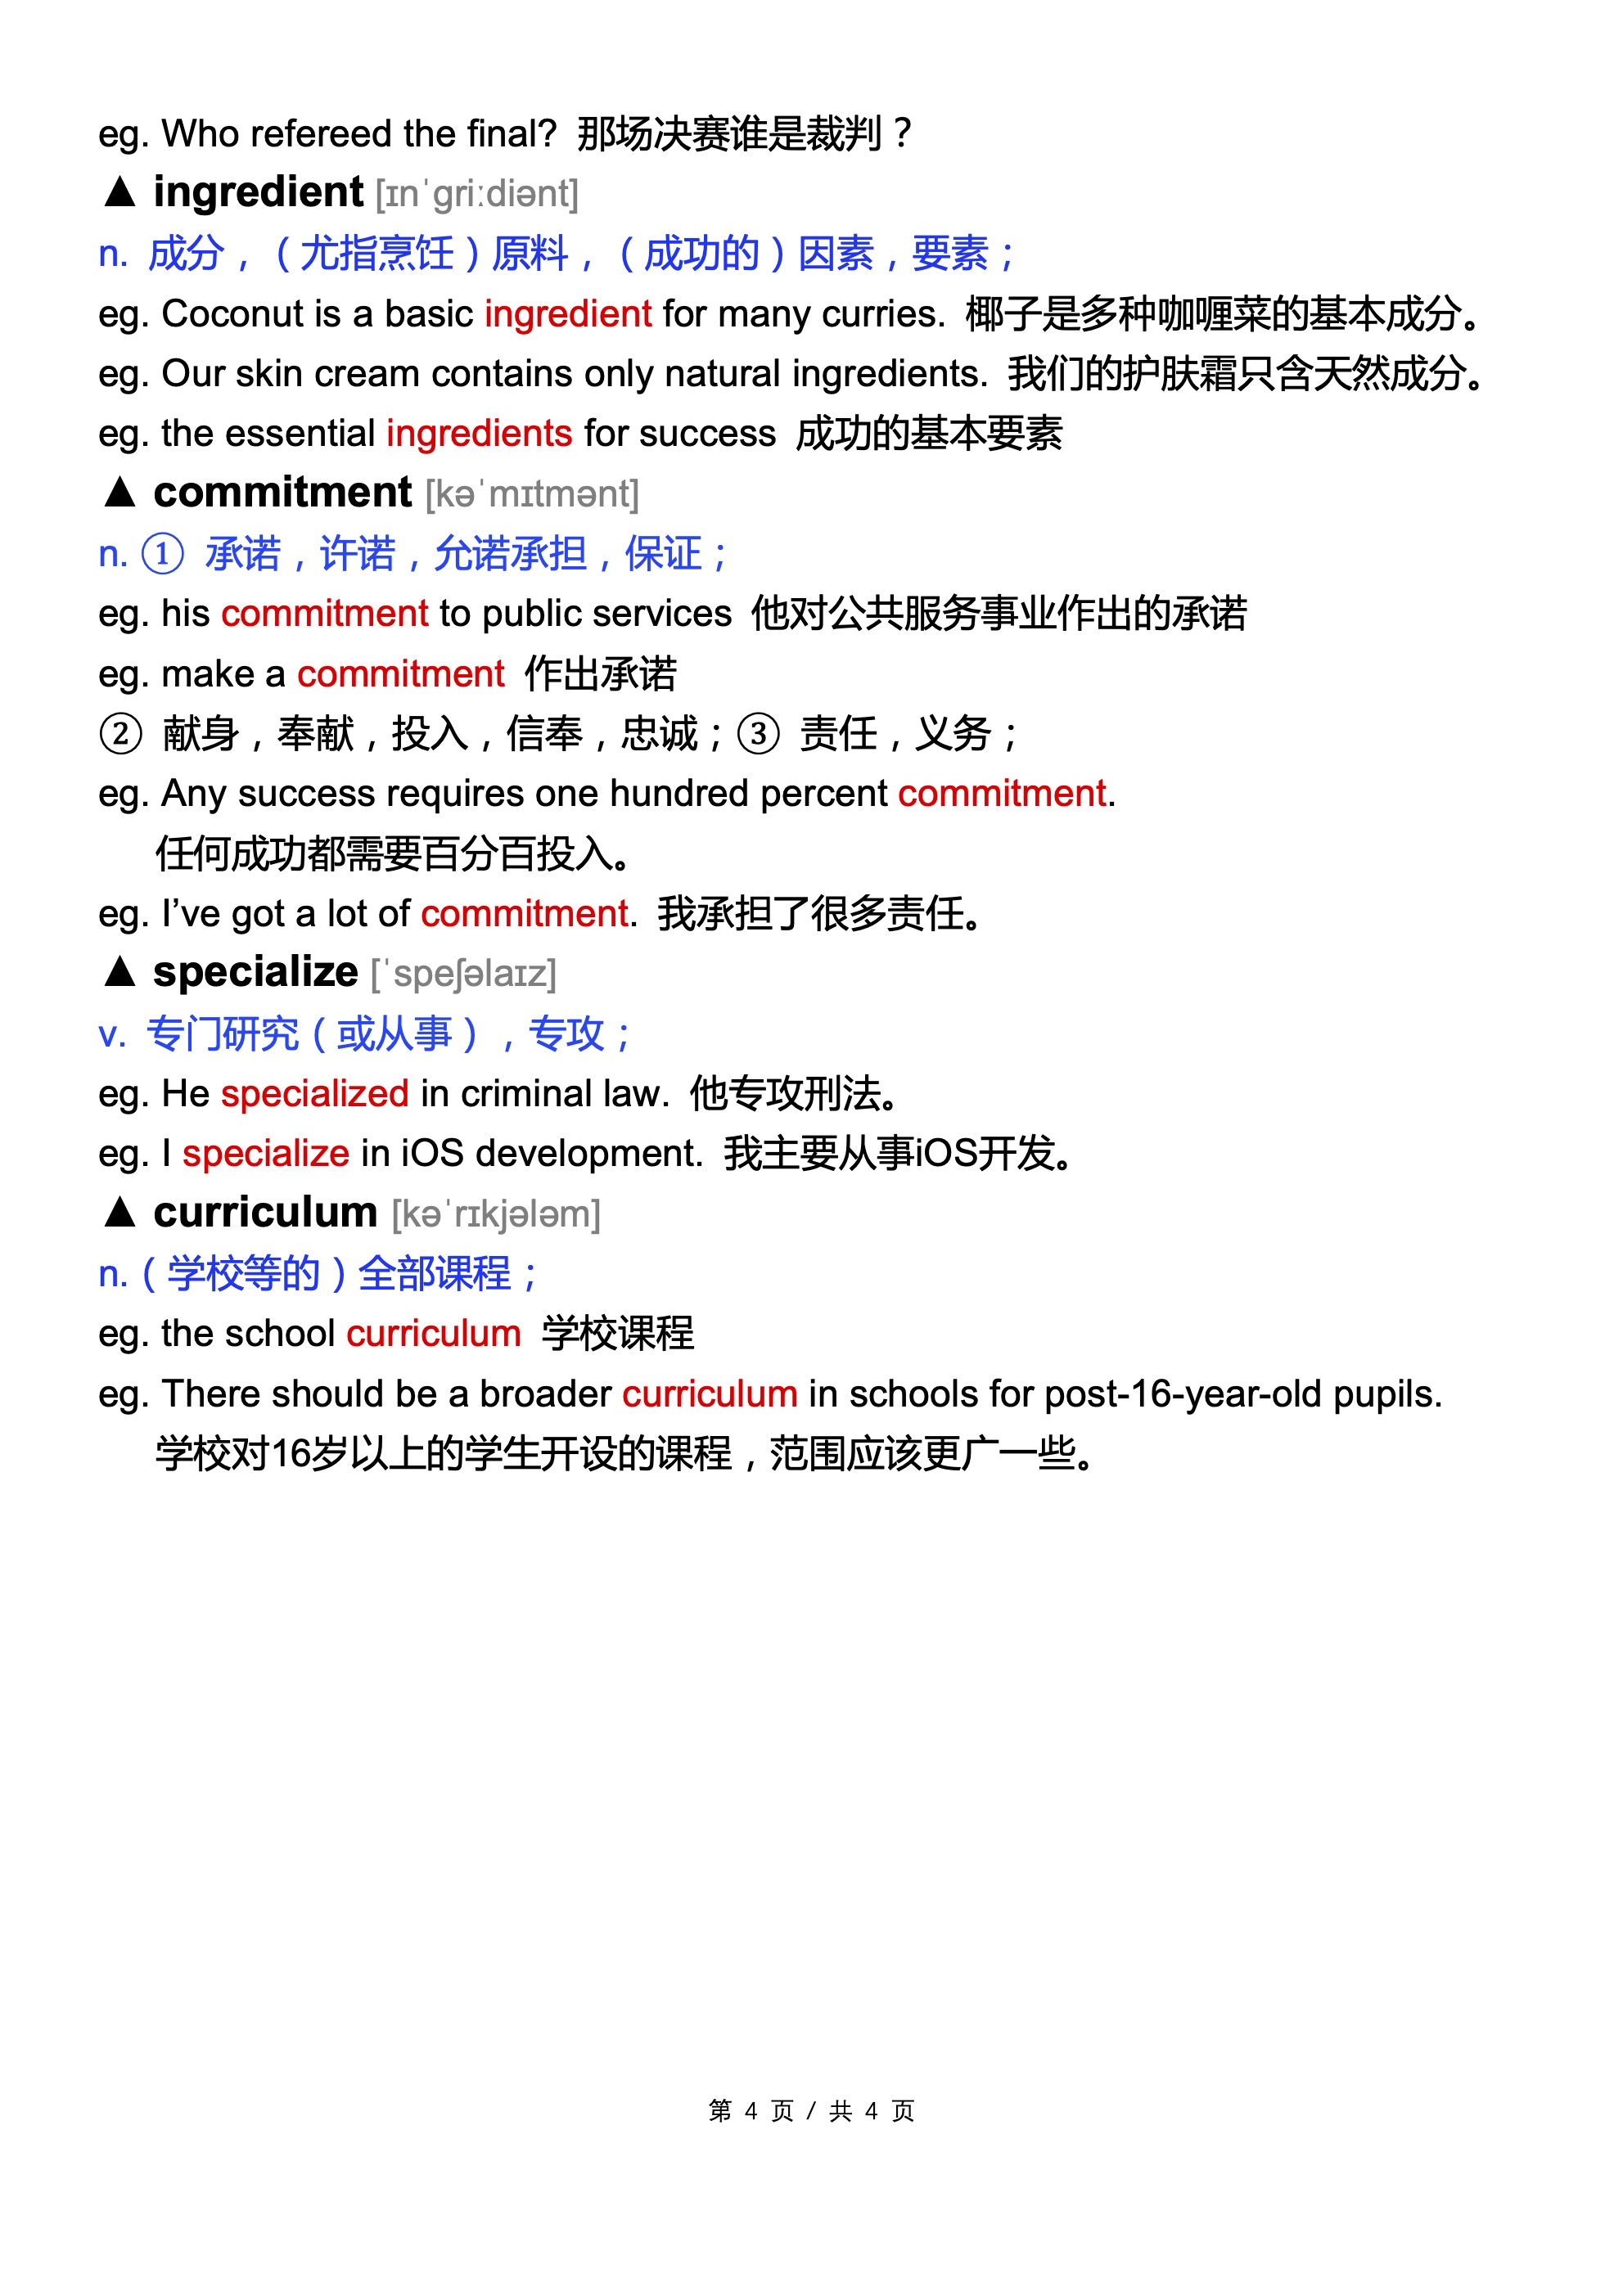 eg. Who refereed the final? 那场决赛谁是裁判？
▲ ingredient [ɪnˈɡriːdiənt]
n. 成分，（尤指烹饪）原料，（成功的）因素，要素；
eg. Coconut is a basic ingredient for many curries. 椰子是多种咖喱菜的基本成分。
eg. Our skin cream contains only natural ingredients. 我们的护肤霜只含天然成分。
eg. the essential ingredients for success 成功的基本要素
▲ commitment [kəˈmɪtmənt]
n. ① 承诺，许诺，允诺承担，保证；
eg. his commitment to public services 他对公共服务事业作出的承诺
eg. make a commitment 作出承诺
② 献身，奉献，投入，信奉，忠诚；③ 责任，义务；
eg. Any success requires one hundred percent commitment.
任何成功都需要百分百投入。
eg. I’ve got a lot of commitment. 我承担了很多责任。
▲ specialize [ˈspeʃəlaɪz]
v. 专门研究（或从事），专攻；
eg. He specialized in criminal law. 他专攻刑法。
eg. I specialize in iOS development. 我主要从事iOS开发。
▲ curriculum [kəˈrɪkjələm]
n.（学校等的）全部课程；
eg. the school curriculum 学校课程
eg. There should be a broader curriculum in schools for post-16-year-old pupils.
学校对16岁以上的学生开设的课程，范围应该更广一些。
第 4 页 / 共 4 页